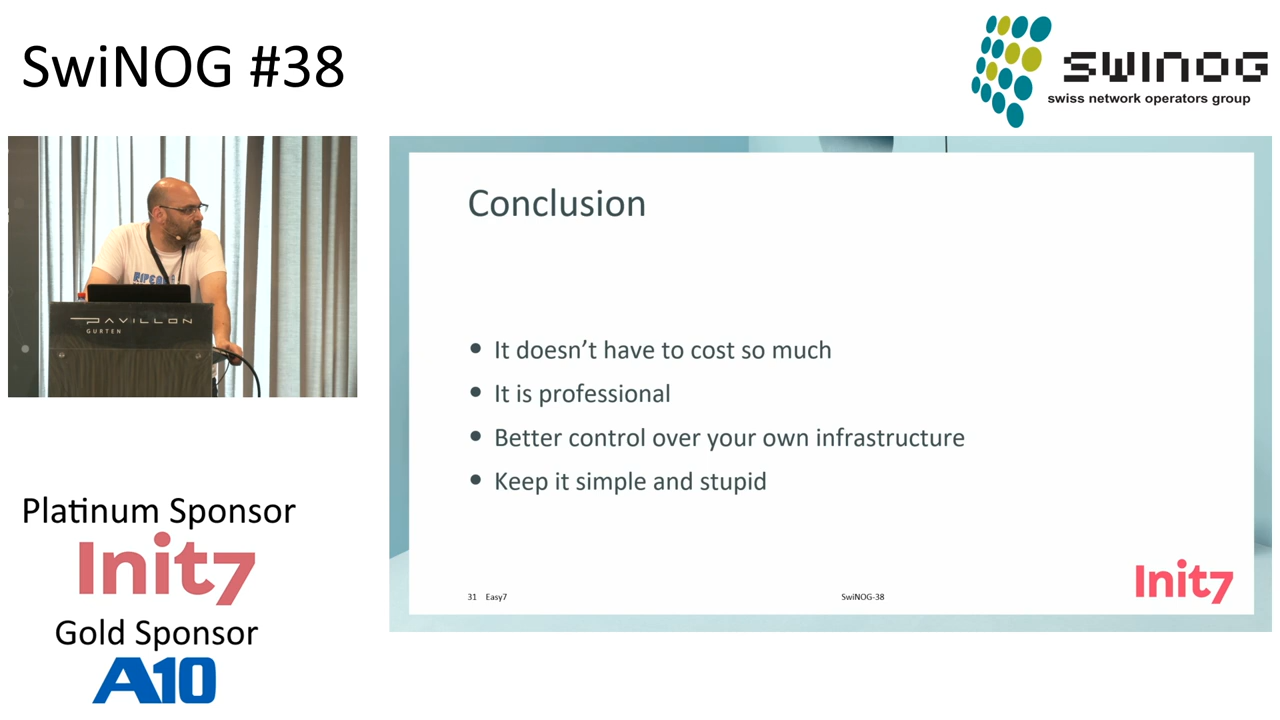 SwiNOG #38
swinog
swiss network operators group
PAVILLON
GURTEN
Conclusion
• It doesn't have to cost so much
• It is professional
• Better control over your own infrastructure
• Keep it simple and stupid
31 Easy7
SwiNOG-38
Init7
Platinum Sponsor
Init7
Gold Sponsor
A10